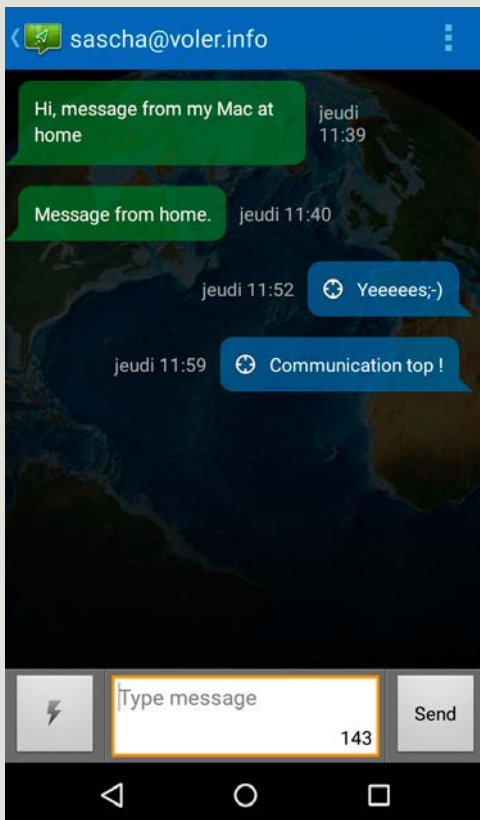 sascha@voler.info
Hi, message from my Mac at
home
jeudi
11:39
Message from home.
jeudi 11:40
jeudi 11:52
Yeeeees;-)
jeudi 11:59
Communication top !
Type message
143
Send